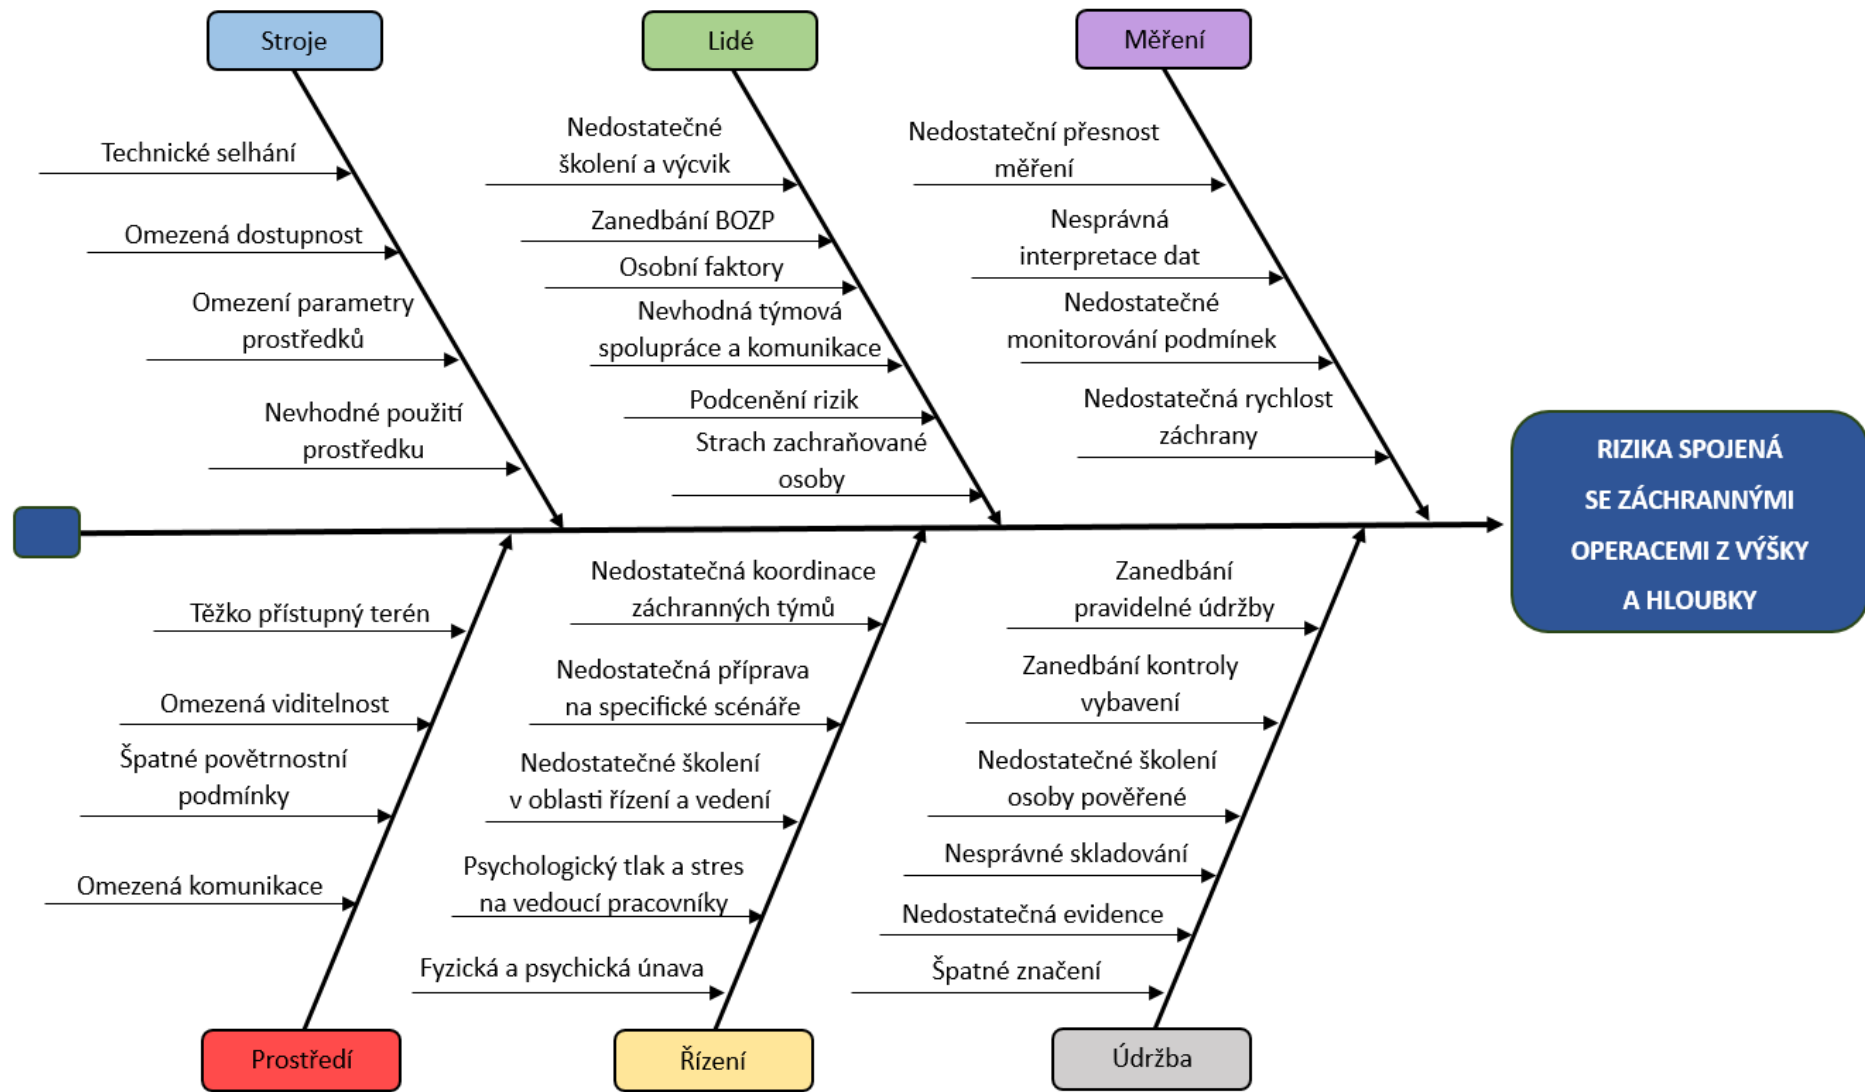 Stroje
Lidé
Měření
Technické selhání
Omezená dostupnost
Omezení parametry
prostředků
Nevhodné použití
prostředku
Nedostatečné
školení a výcvik
Zanedbání BOZP
Osobní faktory
Nevhodná týmová
spolupráce a komunikace
Podcenění rizik
Strach zachraňované
osoby
Nedostateční přesnost
měření
Nesprávná
interpretace dat
Nedostatečné
monitorování podmínek
Nedostatečná rychlost
záchrany
RIZIKA SPOJENÁ
SE ZÁCHRANNÝMI
OPERACEMI Z VÝŠKY
A HLOUBKY
Těžko přístupný terén
Omezená viditelnost
Špatné povětrnostní
podmínky
Omezená komunikace
Nedostatečná koordinace
záchranných týmů
Nedostatečná příprava
na specifické scénáře
Nedostatečné školení
v oblasti řízení a vedení
Psychologický tlak a stres
na vedoucí pracovníky
Fyzická a psychická únava
Zanedbání
pravidelné údržby
Zanedbání kontroly
vybavení
Nedostatečné školení
osoby pověřené
Nesprávné skladování
Nedostatečná evidence
Špatné značení
Prostředí
Řízení
Údržba